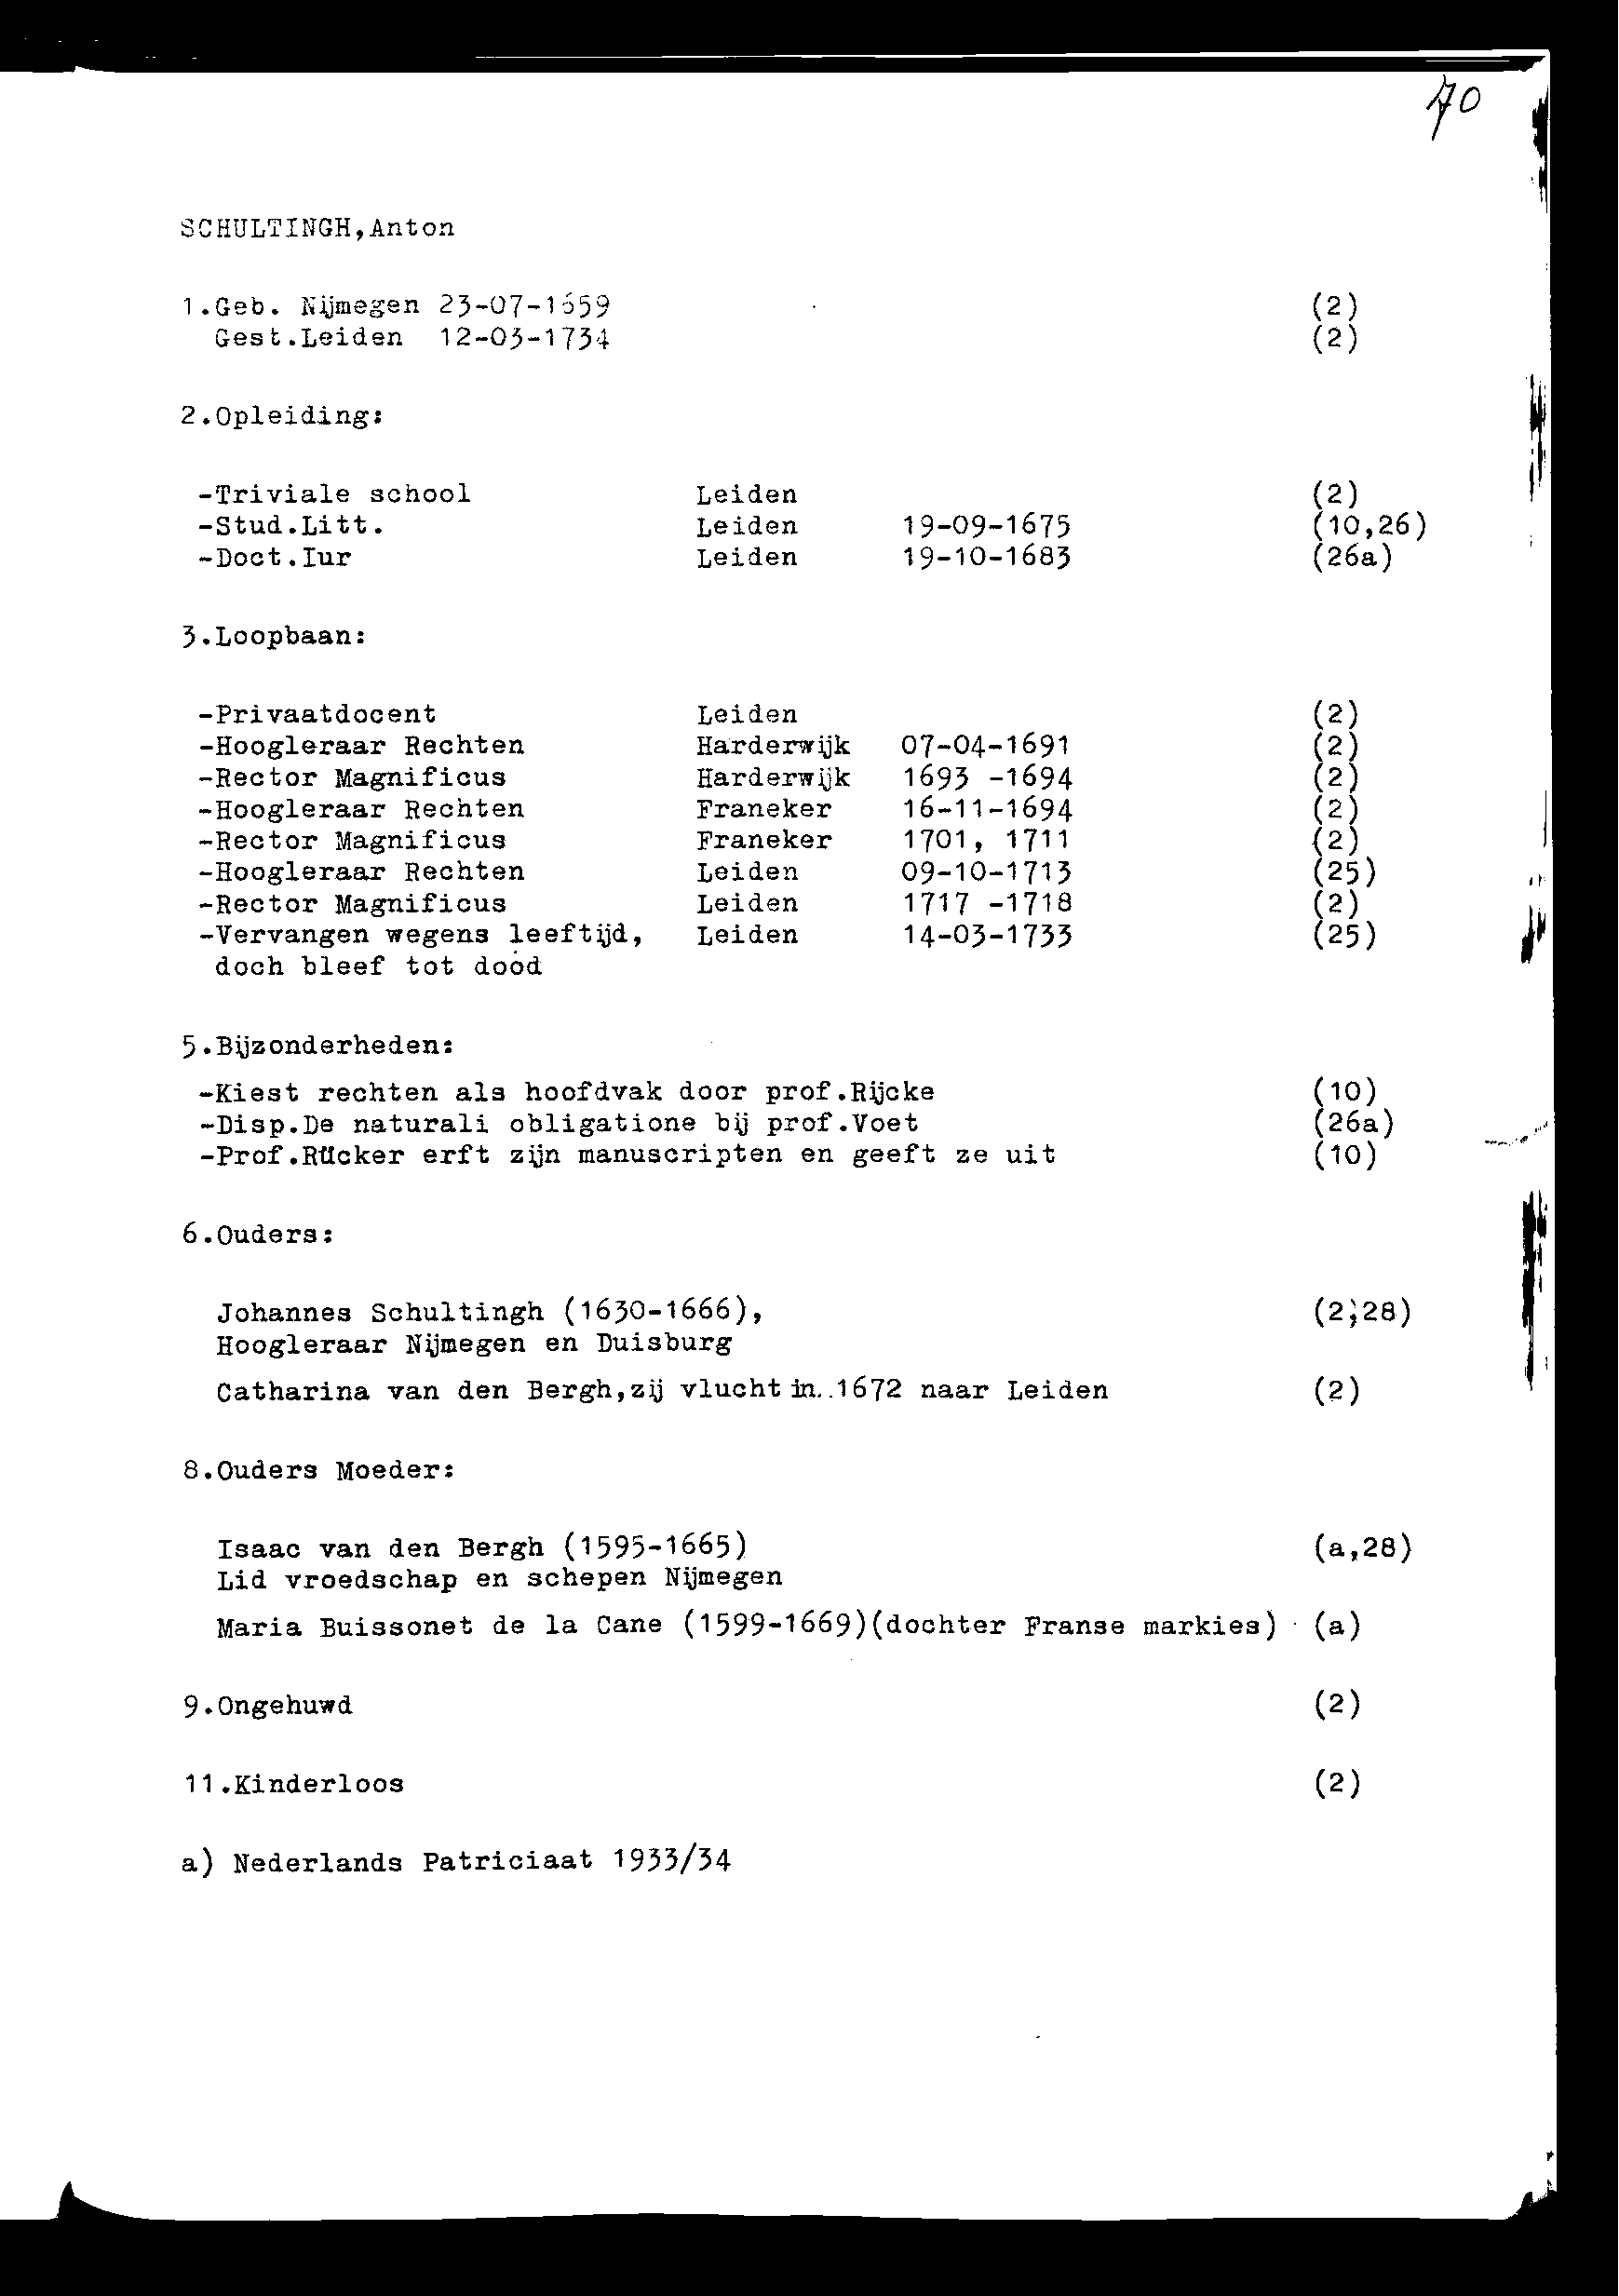 70
SCHULTINGH,Anton
1.Geb. Nijmegen 23-07-1659 (2)
Gest.Leiden 12-03-1734 (2)
2.Opleiding:
-Triviale school Leiden (2)
-Stud.Litt. Leiden 19-09-1675 (10,26)
-Doct.Iur Leiden 19-10-1683 (26a)
3.Loopbaan:
-Privaatdocent Leiden (2)
-Hoogleraar Rechten Harderwijk 07-04-1691 (2)
-Rector Magnificus Harderwijk 1693 -1694 (2)
-Hoogleraar Rechten Franeker 16-11-1694 (2)
-Rector Magnificus Franeker 1701, 1711 (2)
-Hoogleraar Rechten Leiden 09-10-1713 (25)
-Rector Magnificus Leiden 1717 -1718 (2)
-Vervangen wegens leeftijd, Leiden 14-03-1733 (25)
doch bleef tot dood
5.Bijzonderheden:
-Kiest rechten als hoofdvak door prof.Rijcke (10)
-Disp.De naturali obligatione bij prof.Voet (26a)
-Prof.Rücker erft zijn manuscripten en geeft ze uit (10)
6.Ouders:
Johannes Schultingh (1630-1666), (2;28)
Hoogleraar Nijmegen en Duisburg
Catharina van den Bergh,zij vlucht in..1672 naar Leiden (2)
8.Ouders Moeder:
Isaac van den Bergh (1595-1665) (a,28)
Lid vroedschap en schepen Nijmegen
Maria Buissonet de la Cane (1599-1669)(dochter Franse markies) (a)
9.Ongehuwd (2)
11.Kinderloos (2)
a) Nederlands Patriciaat 1933/34